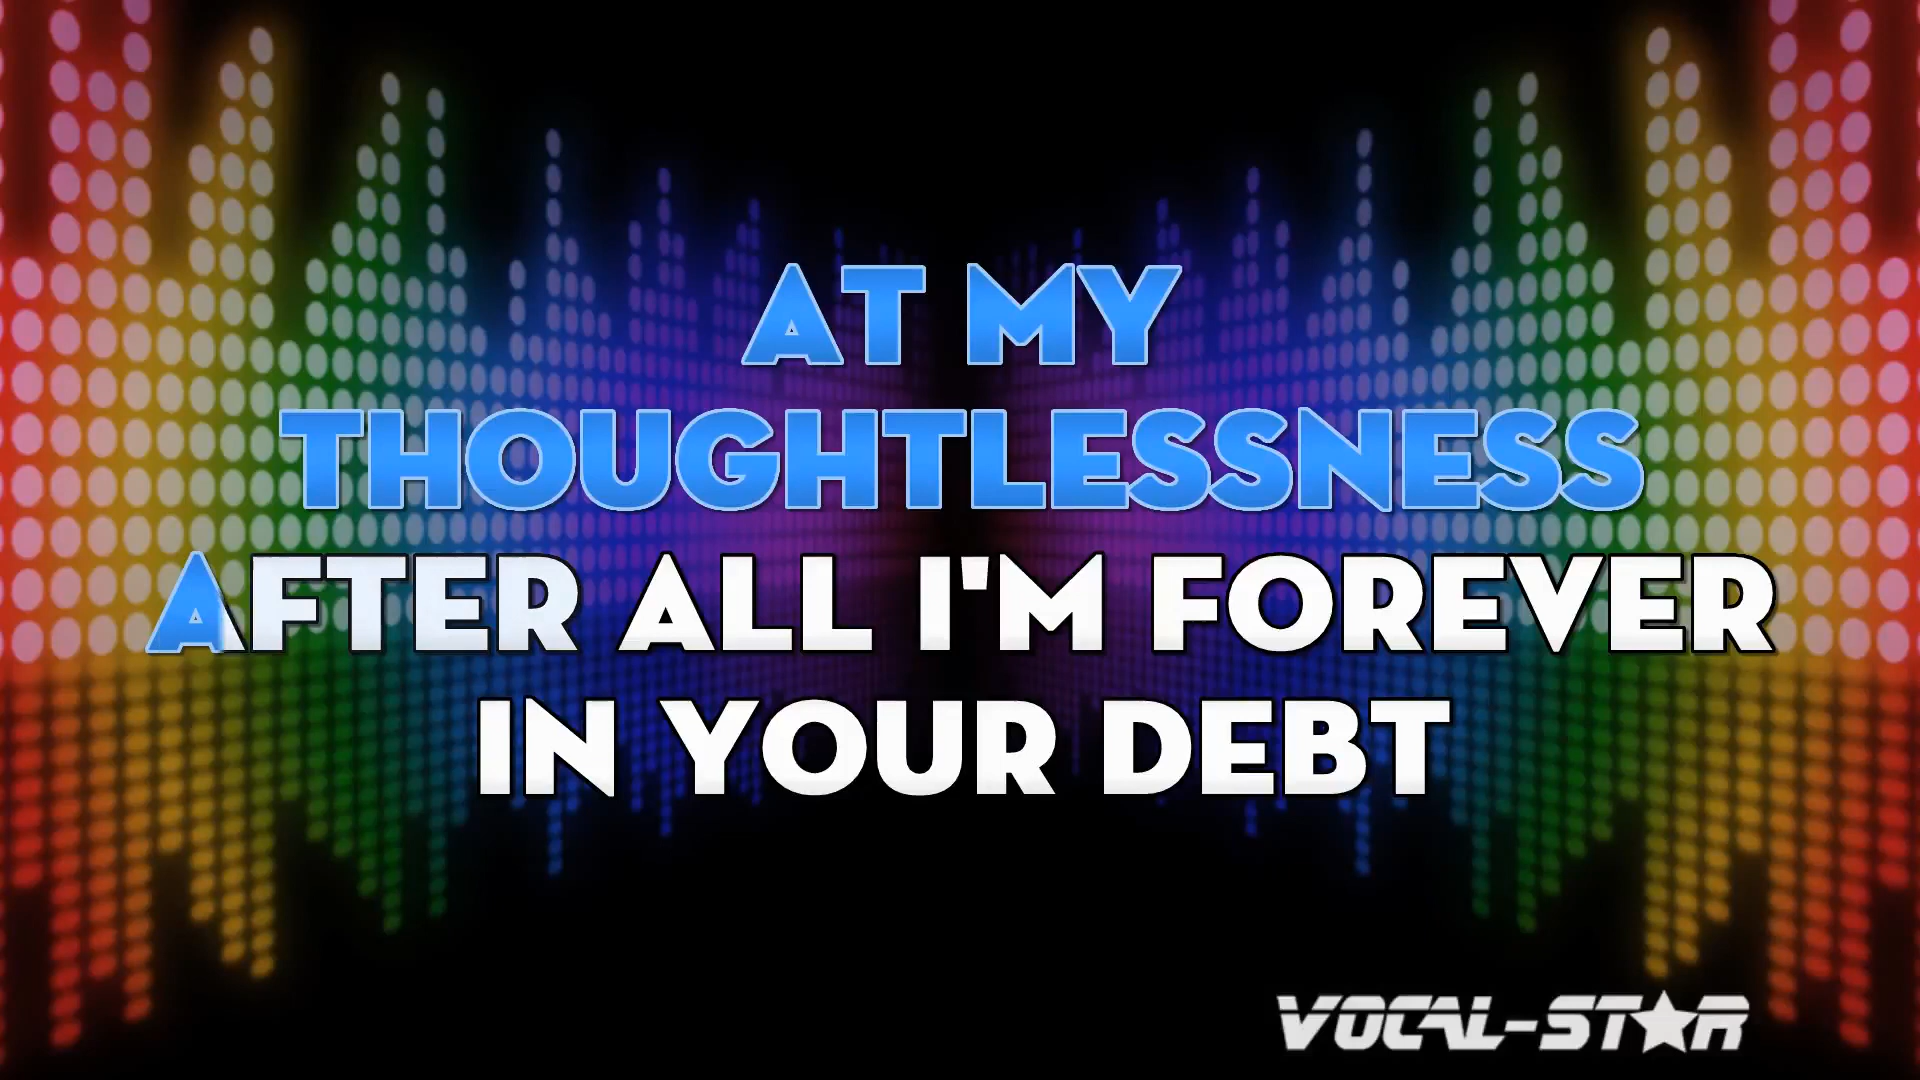 AT MY
THOUGHTLESSNESS
AFTER ALL I'M FOREVER
IN YOUR DEBT
VOCAL-STAR